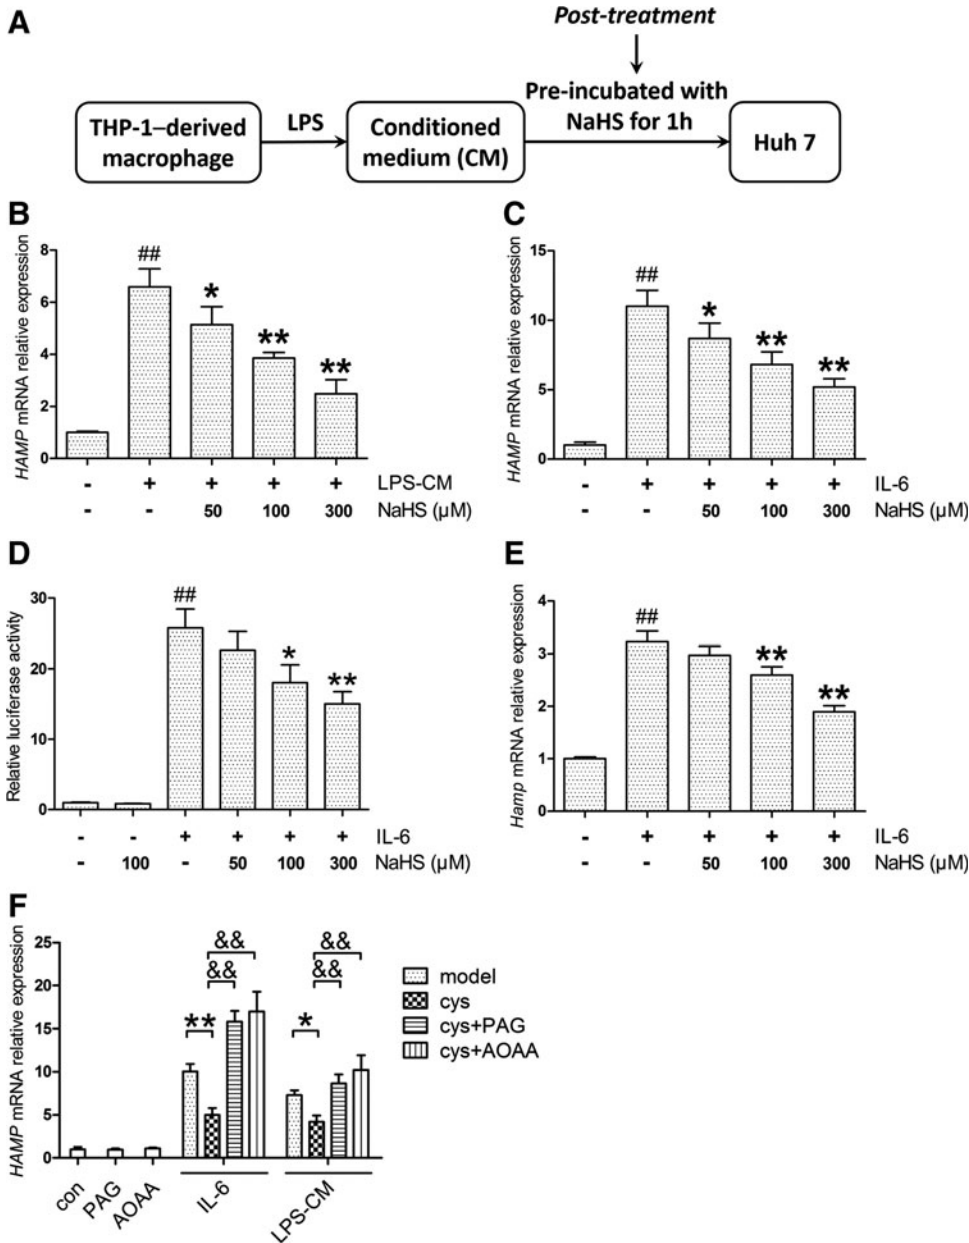 A
Post-treatment
Pre-incubated with
NaHS for 1h
THP-1–derived
macrophage
LPS
Conditioned
medium (CM)
Huh 7
B
HAMP mRNA relative expression
8
6
4
2
0
##
*
**
**
- + + + + LPS-CM
- - 50 100 300 NaHS (µM)
C
HAMP mRNA relative expression
15
10
5
0
##
*
**
**
- + + + + IL-6
- - 50 100 300 NaHS (µM)
D
Relative luciferase activity
30
20
10
0
##
*
**
- - + + + + IL-6
- 100 - 50 100 300 NaHS (µM)
E
Hamp mRNA relative expression
4
3
2
1
0
##
**
**
- + + + + IL-6
- - 50 100 300 NaHS (µM)
F
HAMP mRNA relative expression
25
20
15
10
5
0
&&
&&
**
&&
&&
*
con
PAG
AOAA
IL-6
LPS-CM
model
cys
cys+PAG
cys+AOAA